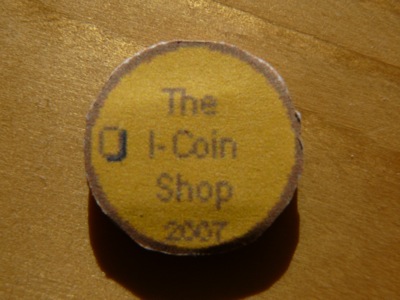 The
I-Coin
Shop
2007